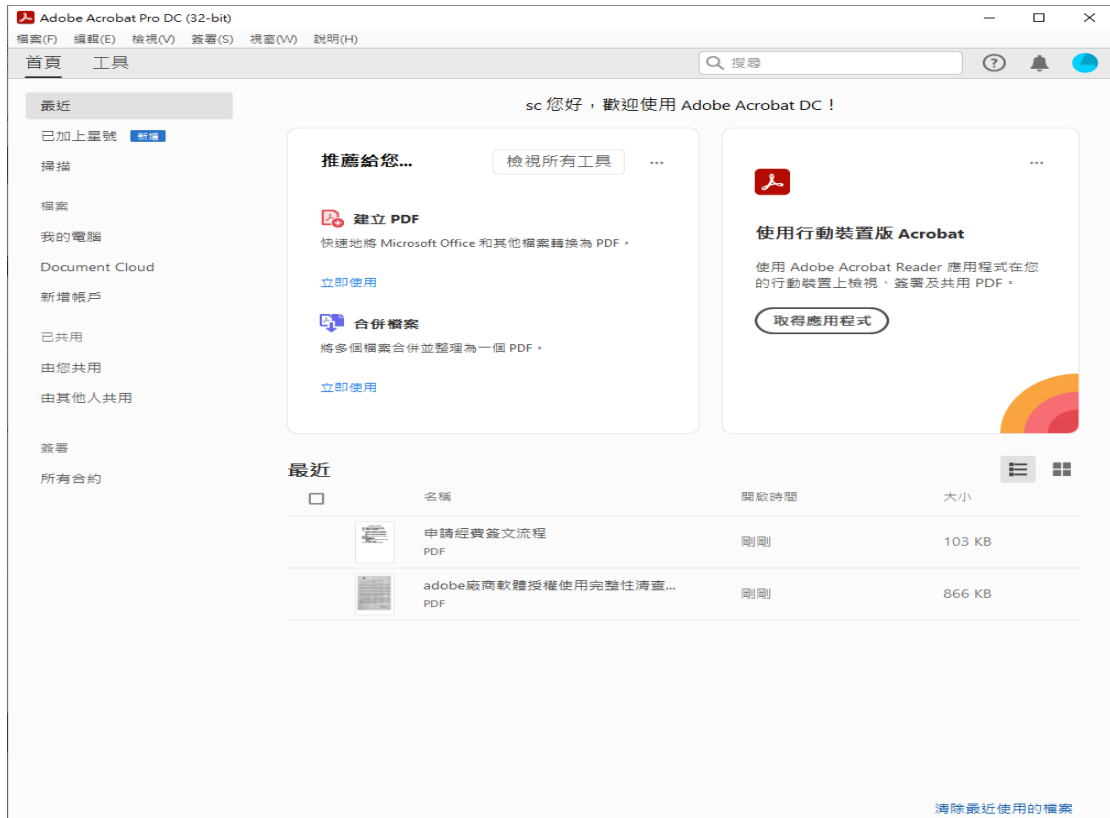 Adobe Acrobat Pro DC (32-bit)
檔案(F) 編輯(E) 檢視(V) 簽署(S) 視窗(W) 說明(H)
首頁 工具
搜尋
最近
已加上星號 新增
掃描
檔案
我的電腦
Document Cloud
新增帳戶
已共用
由您共用
由其他人共用
簽署
所有合約
sc 您好，歡迎使用 Adobe Acrobat DC！
推薦給您...
檢視所有工具
建立 PDF
快速地將 Microsoft Office 和其他檔案轉換為 PDF。
立即使用
合併檔案
將多個檔案合併並整理為一個 PDF。
立即使用
使用行動裝置版 Acrobat
使用 Adobe Acrobat Reader 應用程式在您
的行動裝置上檢視、簽署及共用 PDF。
取得應用程式
最近
名稱 開啟時間 大小
申請經費簽文流程 剛剛 103 KB
PDF
adobe廠商軟體授權使用完整性清查... 剛剛 866 KB
PDF
清除最近使用的檔案